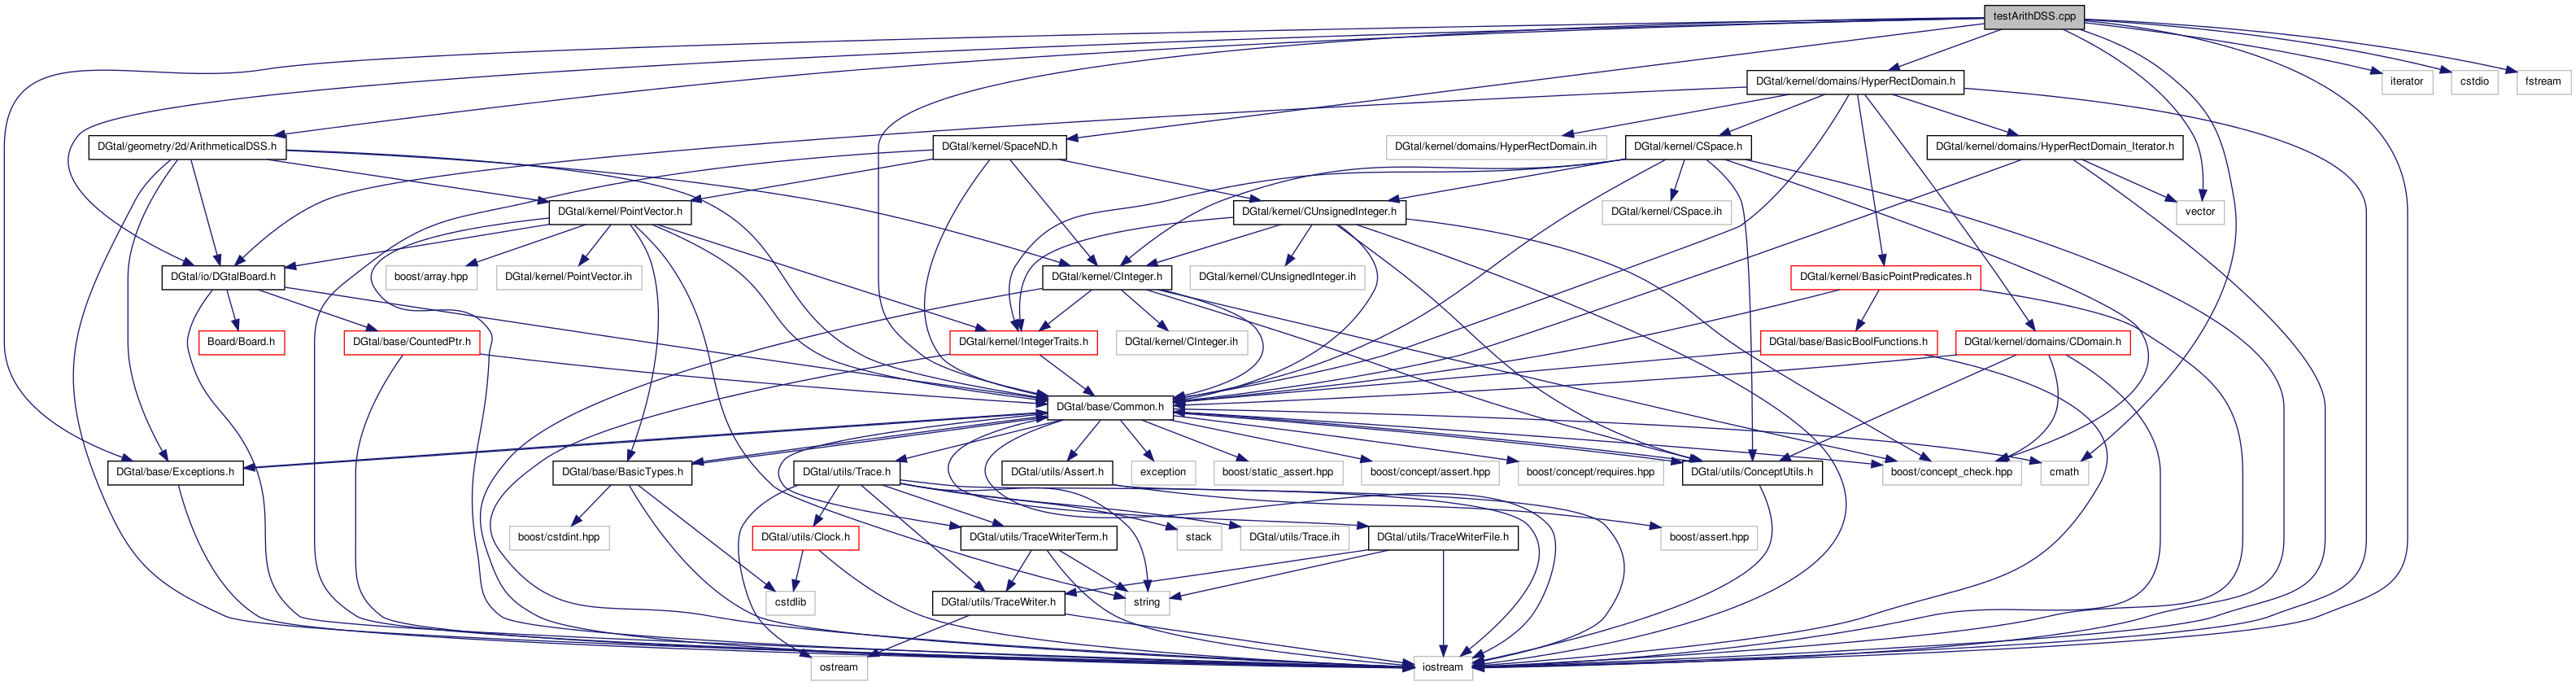 testArithDSS.cpp
DGtal/kernel/domains/HyperRectDomain.h
iterator
cstdio
fstream
DGtal/geometry/2d/ArithmeticalDSS.h
DGtal/kernel/SpaceND.h
DGtal/kernel/domains/HyperRectDomain.ih
DGtal/kernel/CSpace.h
DGtal/kernel/domains/HyperRectDomain_Iterator.h
DGtal/kernel/PointVector.h
DGtal/kernel/CUnsignedInteger.h
DGtal/kernel/CSpace.ih
vector
DGtal/io/DGtalBoard.h
boost/array.hpp
DGtal/kernel/PointVector.ih
DGtal/kernel/CInteger.h
DGtal/kernel/CUnsignedInteger.ih
DGtal/kernel/BasicPointPredicates.h
Board/Board.h
DGtal/base/CountedPtr.h
DGtal/kernel/IntegerTraits.h
DGtal/kernel/CInteger.ih
DGtal/base/BasicBoolFunctions.h
DGtal/kernel/domains/CDomain.h
DGtal/base/Common.h
DGtal/base/Exceptions.h
DGtal/base/BasicTypes.h
DGtal/utils/Trace.h
DGtal/utils/Assert.h
exception
boost/static_assert.hpp
boost/concept/assert.hpp
boost/concept/requires.hpp
DGtal/utils/ConceptUtils.h
boost/concept_check.hpp
cmath
boost/cstdint.hpp
DGtal/utils/Clock.h
DGtal/utils/TraceWriterTerm.h
stack
DGtal/utils/Trace.ih
DGtal/utils/TraceWriterFile.h
boost/assert.hpp
cstdlib
DGtal/utils/TraceWriter.h
string
ostream
iostream